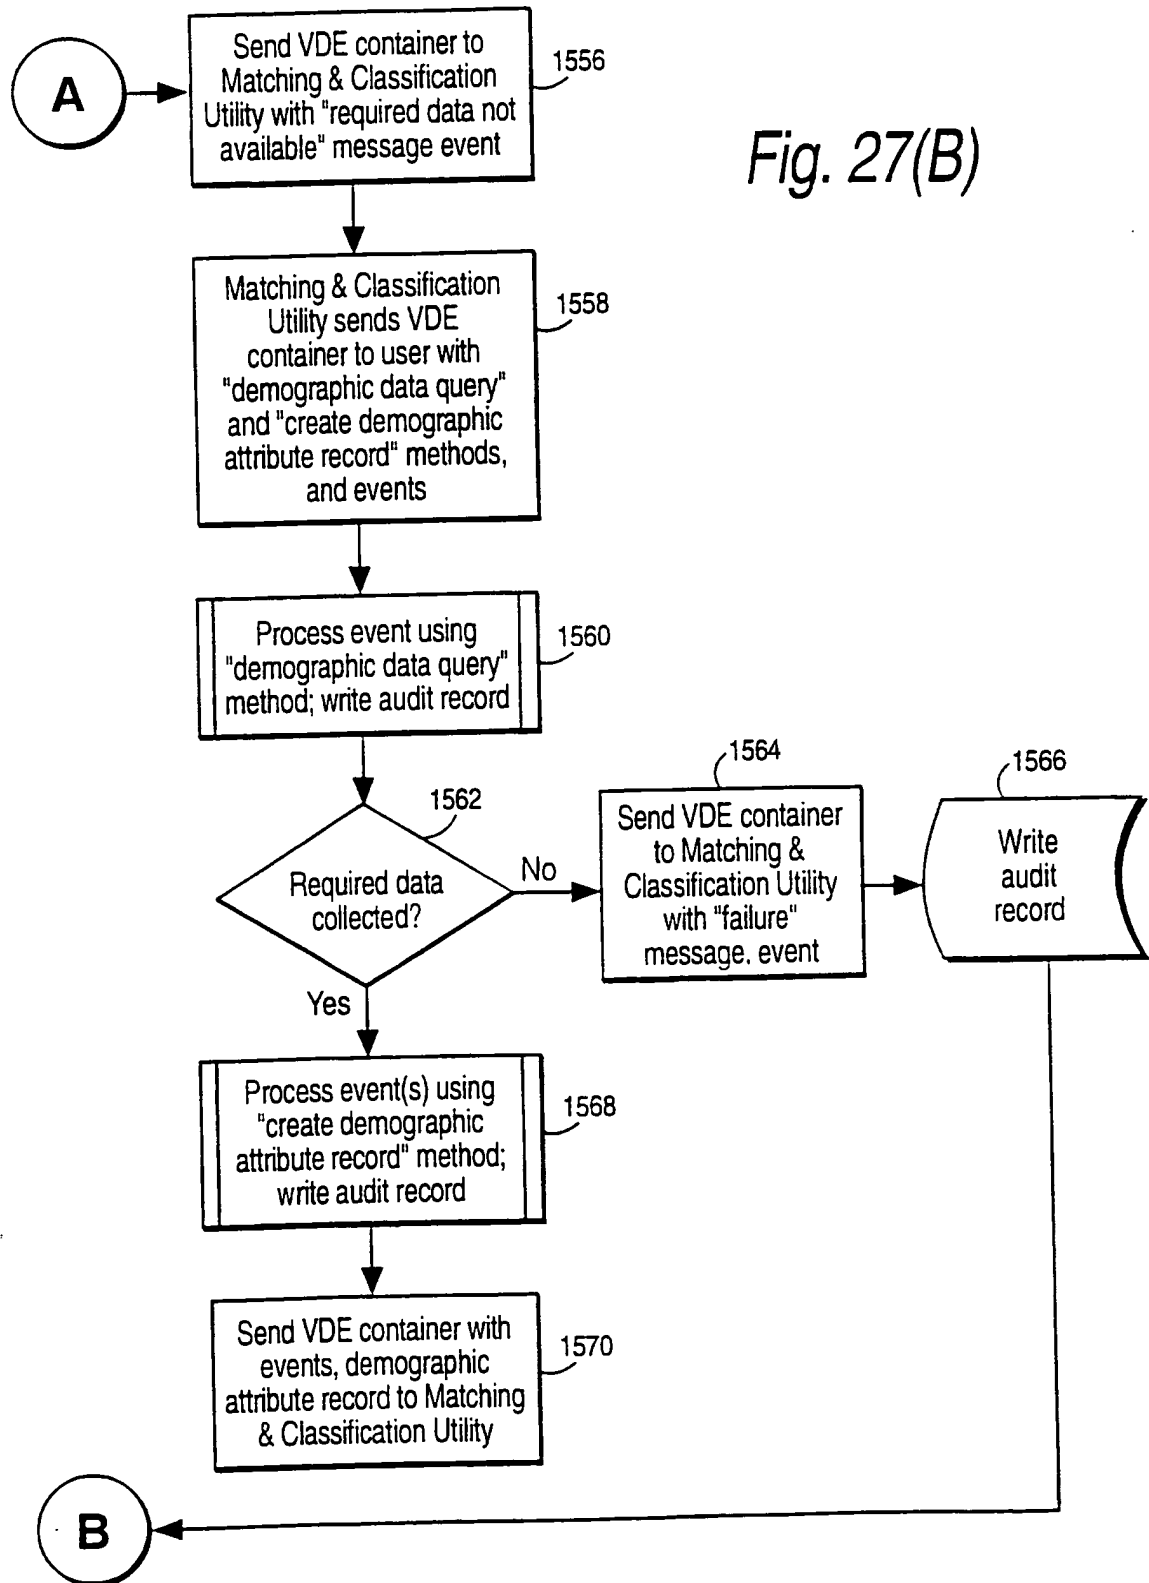 A
Send VDE container to
Matching & Classification
Utility with "required data not
available" message event
1556
Fig. 27(B)
Matching & Classification
Utility sends VDE
container to user with
"demographic data query"
and "create demographic
attribute record" methods,
and events
1558
Process event using
"demographic data query"
method; write audit record
1560
1562
Required data
collected?
No
Yes
1564
Send VDE container
to Matching &
Classification Utility
with "failure"
message. event
1566
Write
audit
record
Process event(s) using
"create demographic
attribute record" method;
write audit record
1568
Send VDE container with
events, demographic
attribute record to Matching
& Classification Utility
1570
B